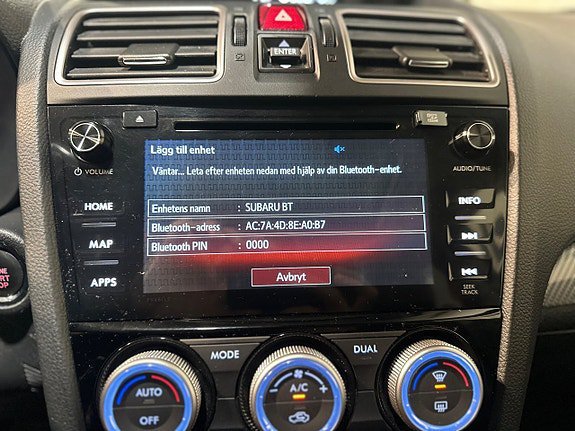 ENTER
Lägg till enhet
Väntar... Leta efter enheten nedan med hjälp av din Bluetooth-enhet.
Enhetens namn : SUBARU BT
Bluetooth-adress : AC:7A:4D:8E:A0:B7
Bluetooth PIN : 0000
Avbryt
VOLUME
HOME
MAP
APPS
AUDIO/TUNE
INFO
SEEK
TRACK
MODE
DUAL
AUTO
OFF
A/C